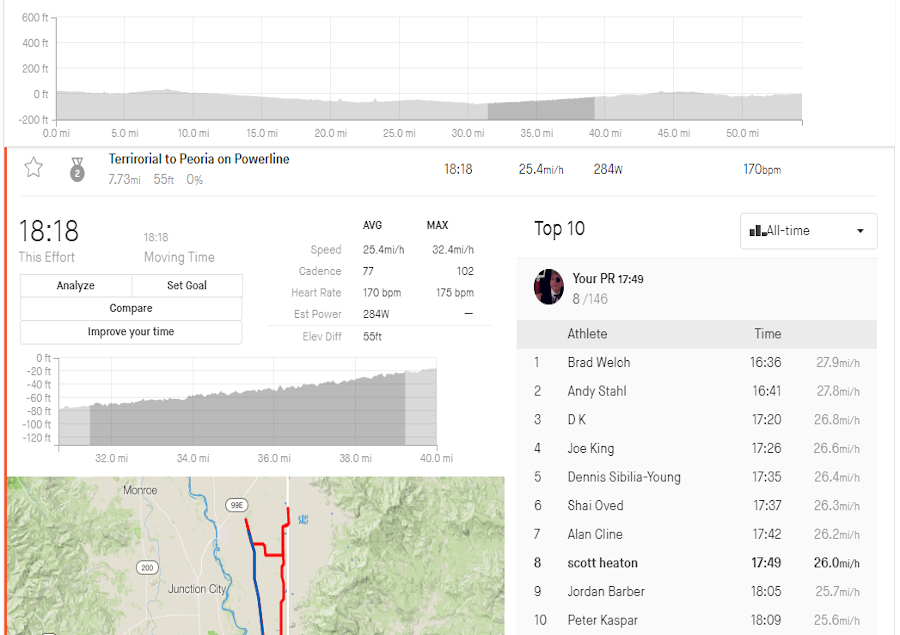 600 ft
400 ft
200 ft
0 ft
-200 ft
0.0 mi 5.0 mi 10.0 mi 15.0 mi 20.0 mi 25.0 mi 30.0 mi 35.0 mi 40.0 mi 45.0 mi 50.0 mi
2
Terrirorial to Peoria on Powerline
7.73mi 55ft 0%
18:18 25.4mi/h 284W 170bpm
18:18
This Effort
18:18
Moving Time
Analyze Set Goal
Compare
Improve your time
AVG MAX
Speed 25.4mi/h 32.4mi/h
Cadence 77 102
Heart Rate 170 bpm 175 bpm
Est Power 284W —
Elev Diff 55ft
0 ft
-20 ft
-40 ft
-60 ft
-80 ft
-100 ft
-120 ft
32.0 mi 34.0 mi 36.0 mi 38.0 mi 40.0 mi
Monroe
99E
200
Junction City
Top 10
All-time
Your PR 17:49
8 /146
Athlete Time
1 Brad Welch 16:36 27.9mi/h
2 Andy Stahl 16:41 27.8mi/h
3 D K 17:20 26.8mi/h
4 Joe King 17:26 26.6mi/h
5 Dennis Sibilia-Young 17:35 26.4mi/h
6 Shai Oved 17:37 26.3mi/h
7 Alan Cline 17:42 26.2mi/h
8 scott heaton 17:49 26.0mi/h
9 Jordan Barber 18:05 25.7mi/h
10 Peter Kaspar 18:09 25.6mi/h